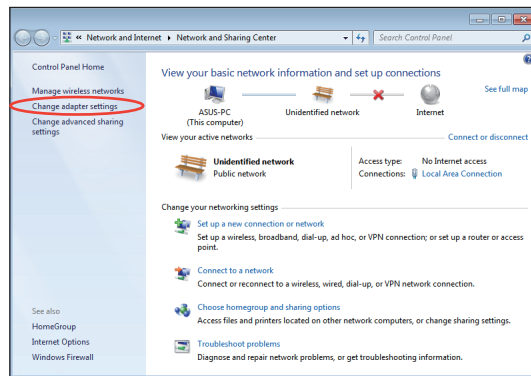 « Network and Internet ▸ Network and Sharing Center
Search Control Panel
Control Panel Home
Manage wireless networks
Change adapter settings
Change advanced sharing
settings
See also
HomeGroup
Internet Options
Windows Firewall
View your basic network information and set up connections
See full map
ASUS-PC
(This computer)
Unidentified network
Internet
View your active networks
Connect or disconnect
Unidentified network
Public network
Access type: No Internet access
Connections: Local Area Connection
Change your networking settings
Set up a new connection or network
Set up a wireless, broadband, dial-up, ad hoc, or VPN connection; or set up a router or access
point.
Connect to a network
Connect or reconnect to a wireless, wired, dial-up, or VPN network connection.
Choose homegroup and sharing options
Access files and printers located on other network computers, or change sharing settings.
Troubleshoot problems
Diagnose and repair network problems, or get troubleshooting information.